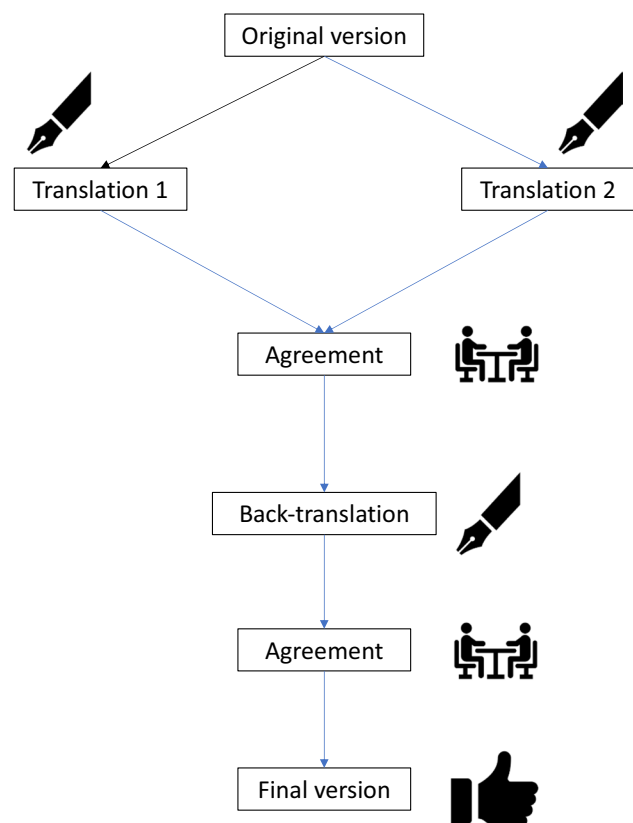 Original version
Translation 1
Translation 2
Agreement
Back-translation
Agreement
Final version